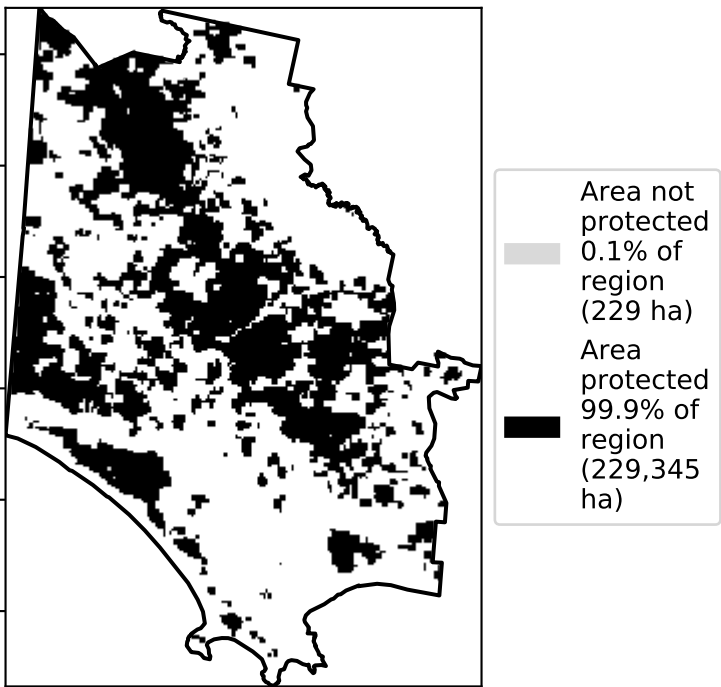 Area not
protected
0.1% of
region
(229 ha)
Area
protected
99.9% of
region
(229,345
ha)